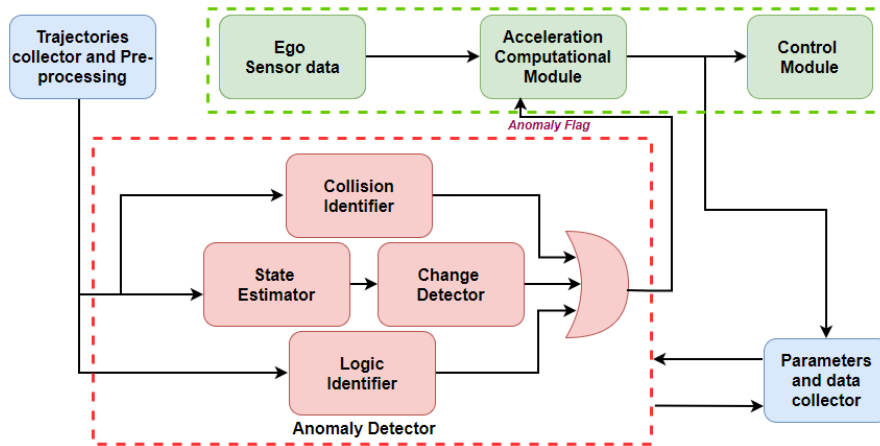 Trajectories
collector and Pre-
processing
Ego
Sensor data
Acceleration
Computational
Module
Control
Module
Anomaly Flag
Collision
Identifier
State
Estimator
Change
Detector
Logic
Identifier
Anomaly Detector
Parameters
and data
collector